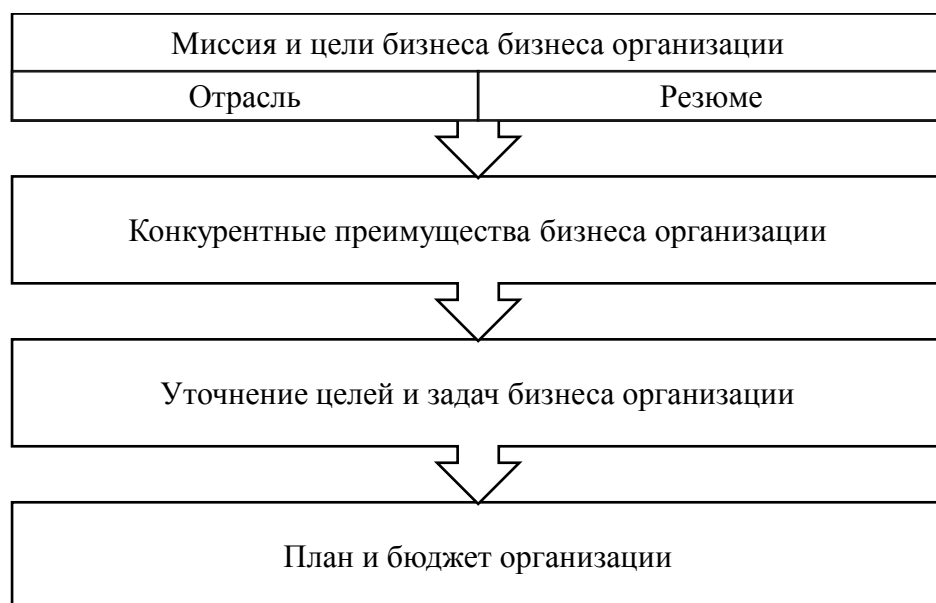 Миссия и цели бизнеса бизнеса организации
Отрасль
Резюме
Конкурентные преимущества бизнеса организации
Уточнение целей и задач бизнеса организации
План и бюджет организации